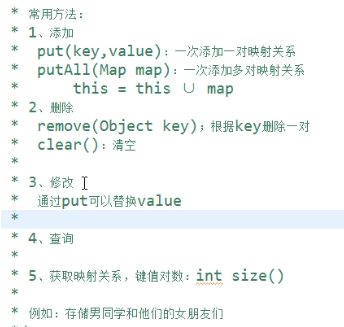 * 常用方法：
* 1、添加
* put(key,value)：一次添加一对映射关系
* putAll(Map map)：一次添加多对映射关系
* this = this ∪ map
* 2、删除
* remove(Object key)；根据key删除一对
* clear()：清空
*
* 3、修改
* 通过put可以替换value
*
* 4、查询
*
* 5、获取映射关系，键值对数：int size()
*
* 例如：存储男同学和他们的女朋友们